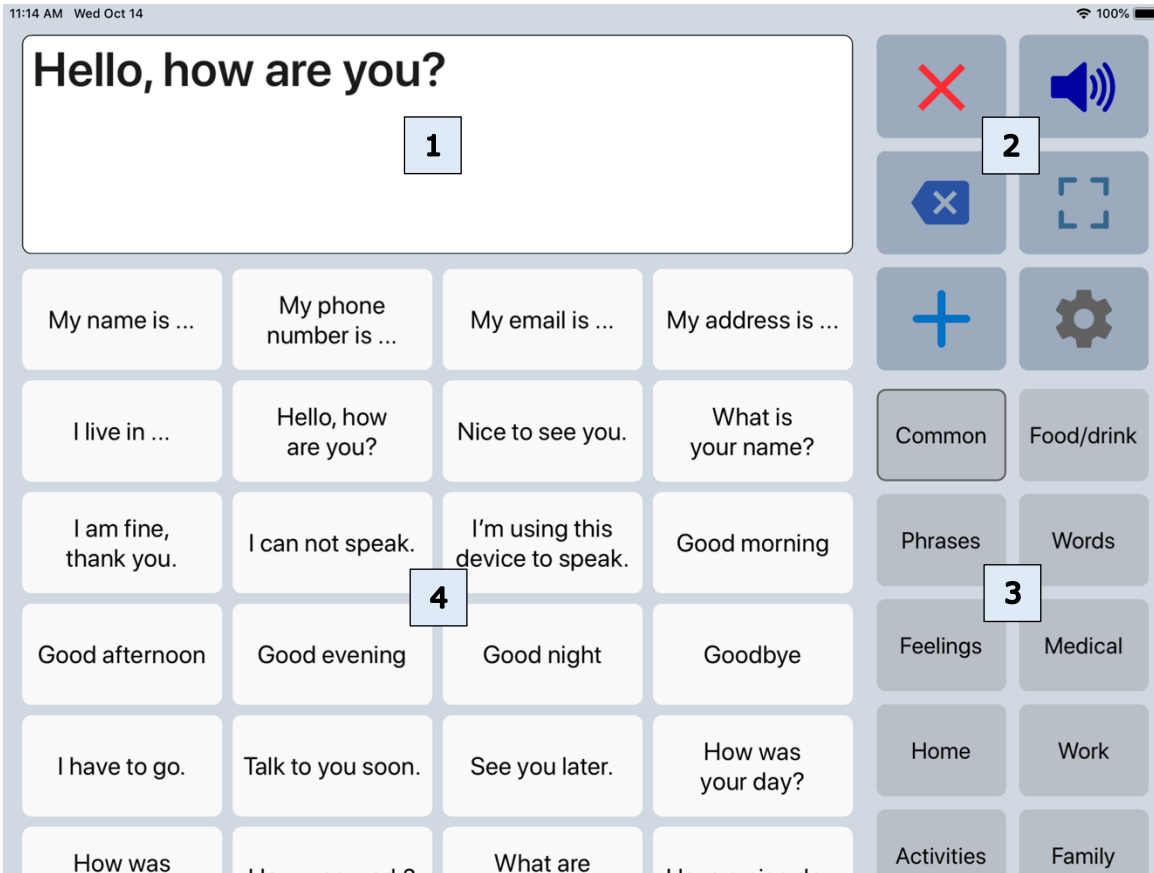 11:14 AM Wed Oct 14
100%
Hello, how are you?
1
2
My name is ...
My phone
number is ...
My email is ...
My address is ...
I live in ...
Hello, how
are you?
Nice to see you.
What is
your name?
Common
Food/drink
I am fine,
thank you.
I can not speak.
I'm using this
device to speak.
Good morning
Phrases
Words
4
3
Good afternoon
Good evening
Good night
Goodbye
Feelings
Medical
I have to go.
Talk to you soon.
See you later.
How was
your day?
Home
Work
How was
What are
Activities
Family